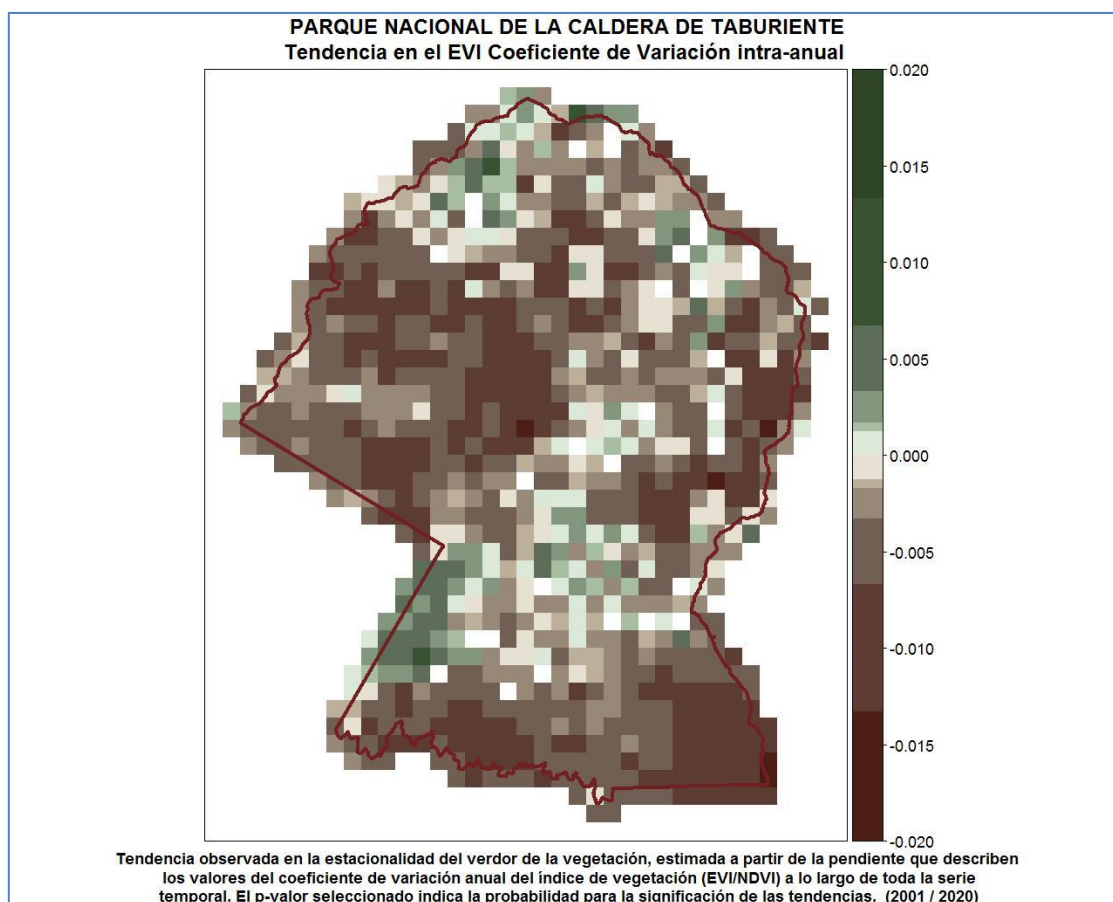 PARQUE NACIONAL DE LA CALDERA DE TABURIENTE
Tendencia en el EVI Coeficiente de Variación intra-anual
0.020
0.015
0.010
0.005
0.000
-0.005
-0.010
-0.015
-0.020
Tendencia observada en la estacionalidad del verdor de la vegetación, estimada a partir de la pendiente que describen
los valores del coeficiente de variación anual del índice de vegetación (EVI/NDVI) a lo largo de toda la serie
temporal. El p-valor seleccionado indica la probabilidad para la significación de las tendencias. (2001 / 2020)